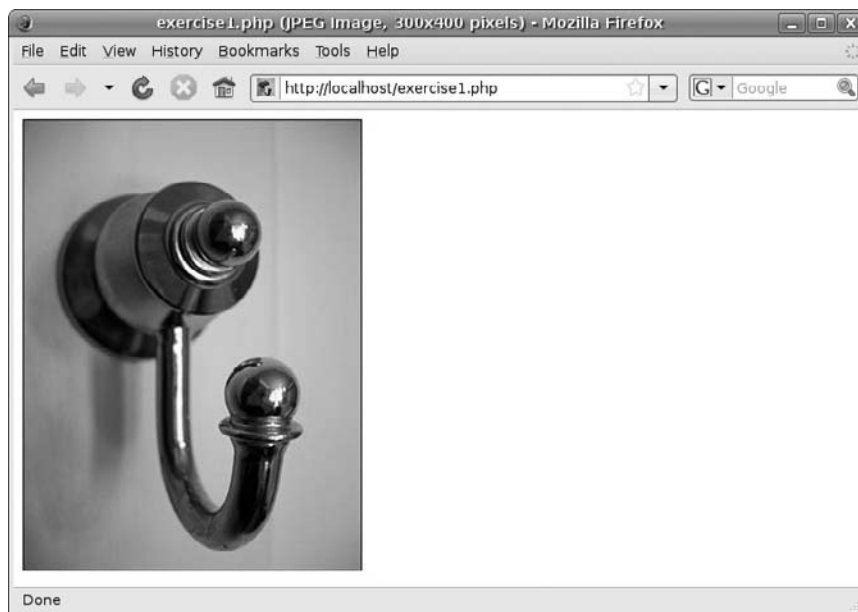 exercise1.php (JPEG Image, 300x400 pixels) - Mozilla Firefox
File Edit View History Bookmarks Tools Help
http://localhost/exercise1.php
G Google
Done